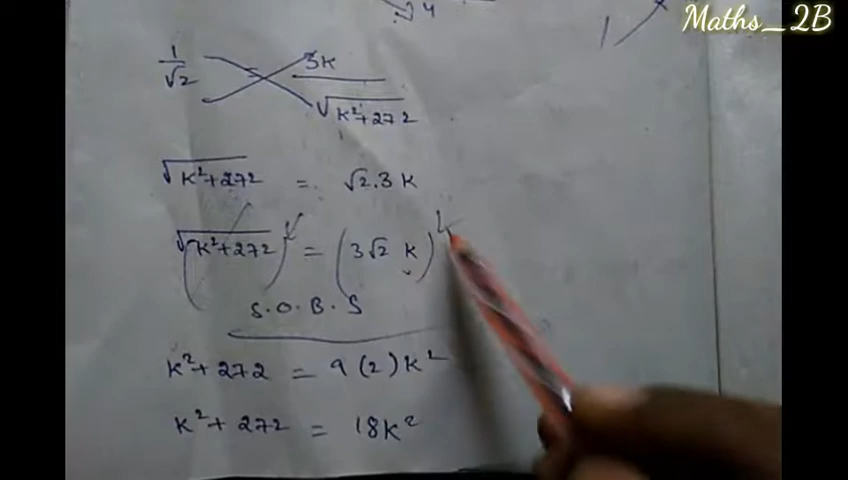 Maths_2B
4
1/√2 = 3K/√K²+272
√K²+272 = √2.3K
(√K²+272)² = (3√2 K)²
S.O.B.S
K²+272 = 9(2)K²
K²+272 = 18K²